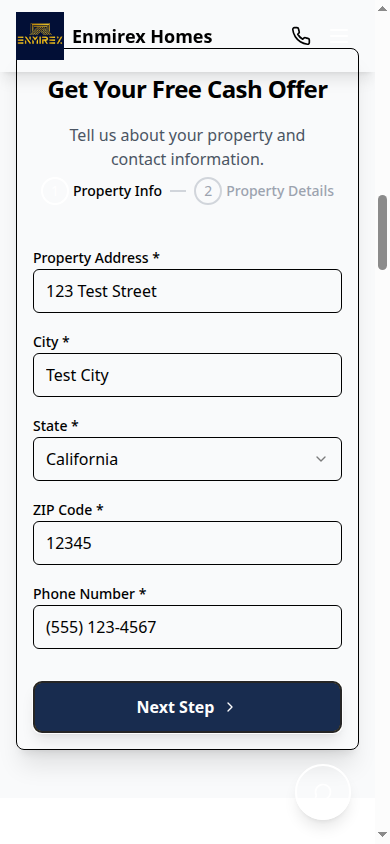 ENMIREX
Enmirex Homes
Get Your Free Cash Offer
Tell us about your property and
contact information.
1 Property Info
2 Property Details
Property Address *
123 Test Street
City *
Test City
State *
California
ZIP Code *
12345
Phone Number *
(555) 123-4567
Next Step